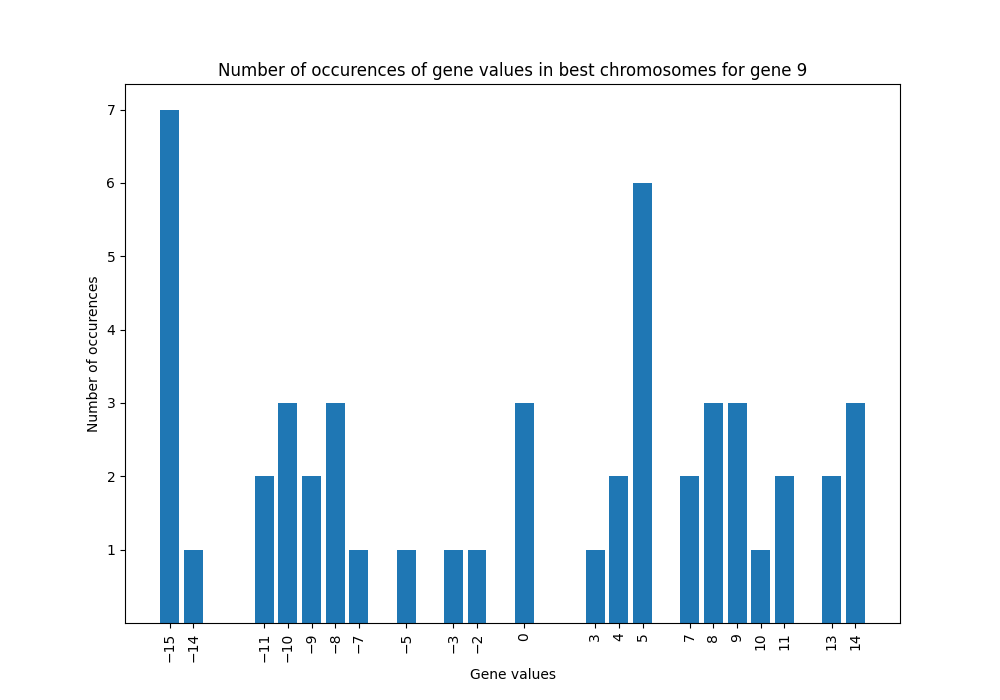 Number of occurences of gene values in best chromosomes for gene 9
7
6
5
4
3
2
1
Number of occurences
−15 −14 −11 −10 −9 −8 −7 −5 −3 −2 0 3 4 5 7 8 9 10 11 13 14
Gene values